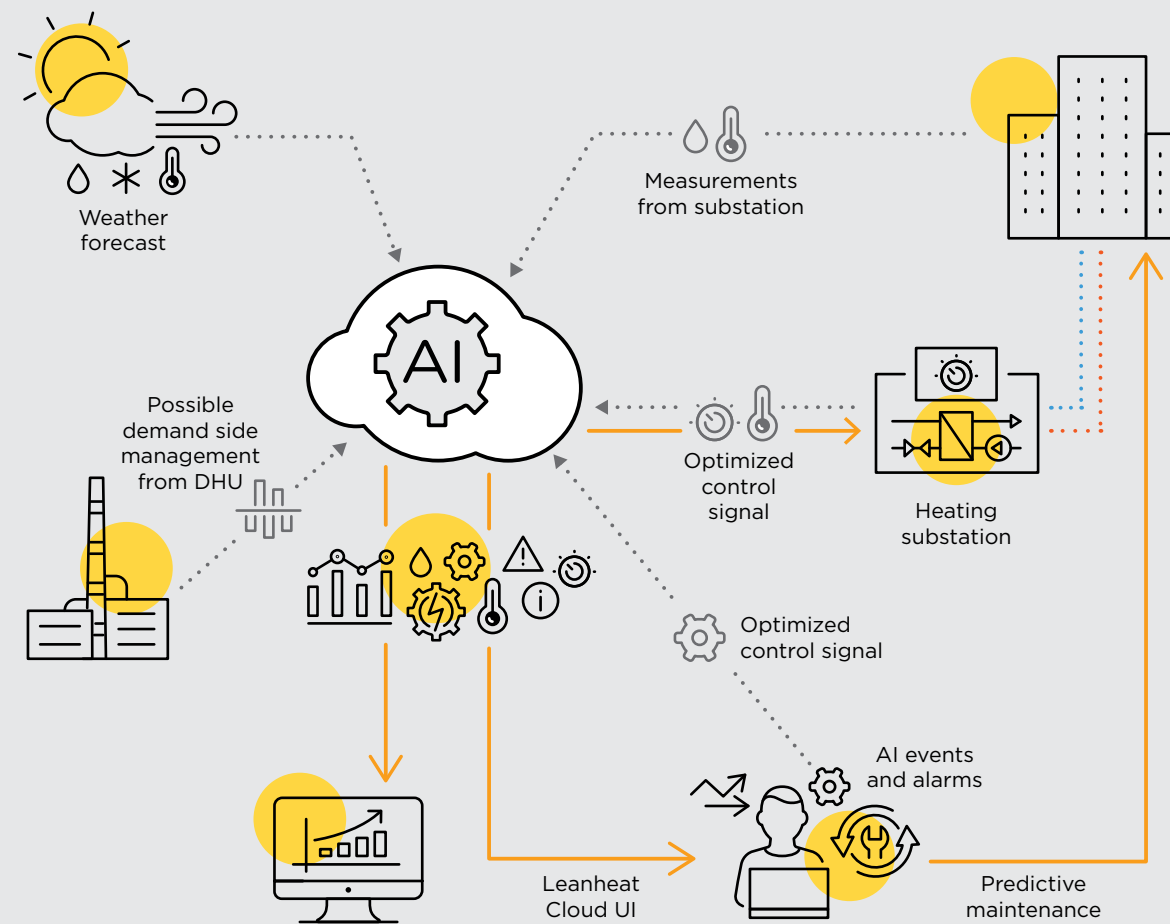 Weather
forecast
Measurements
from substation
AI
Possible
demand side
management
from DHU
Optimized
control
signal
Heating
substation
Optimized
control signal
AI events
and alarms
Leanheat
Cloud UI
Predictive
maintenance